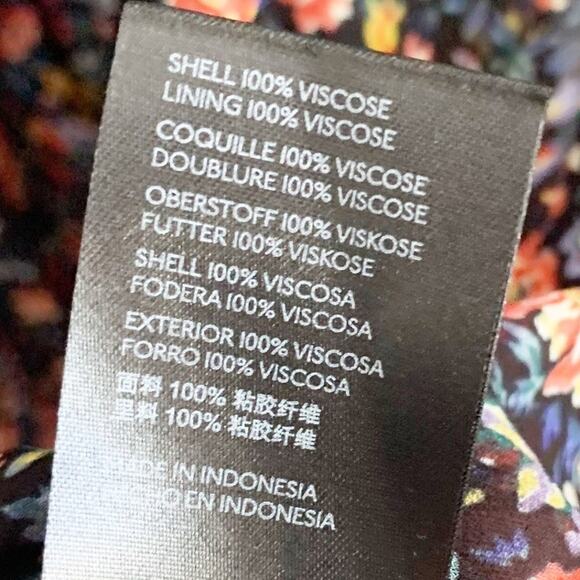 SHELL 100% VISCOSE
LINING 100% VISCOSE
COQUILLE 100% VISCOSE
DOUBLURE 100% VISCOSE
OBERSTOFF 100% VISKOSE
FUTTER 100% VISKOSE
SHELL 100% VISCOSA
FODERA 100% VISCOSA
EXTERIOR 100% VISCOSA
FORRO 100% VISCOSA
面料 100% 粘胶纤维
里料 100% 粘胶纤维
MADE IN INDONESIA
HECHO EN INDONESIA